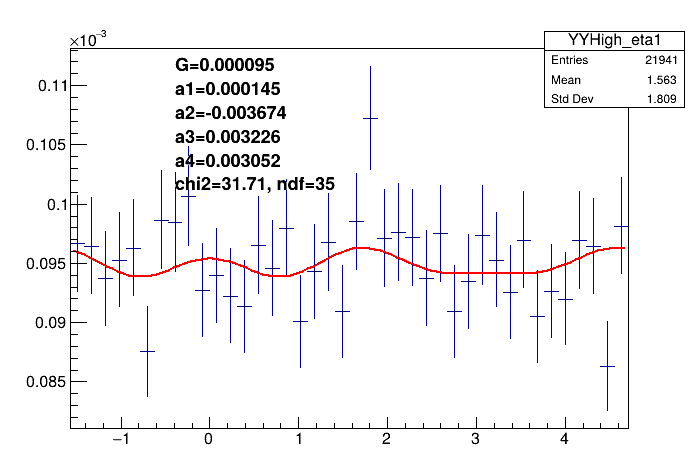 ×10⁻³
YYHigh_eta1
Entries 21941
Mean 1.563
Std Dev 1.809
G=0.000095
a1=0.000145
a2=-0.003674
a3=0.003226
a4=0.003052
chi2=31.71, ndf=35
0.11
0.105
0.1
0.095
0.09
0.085
−1 0 1 2 3 4